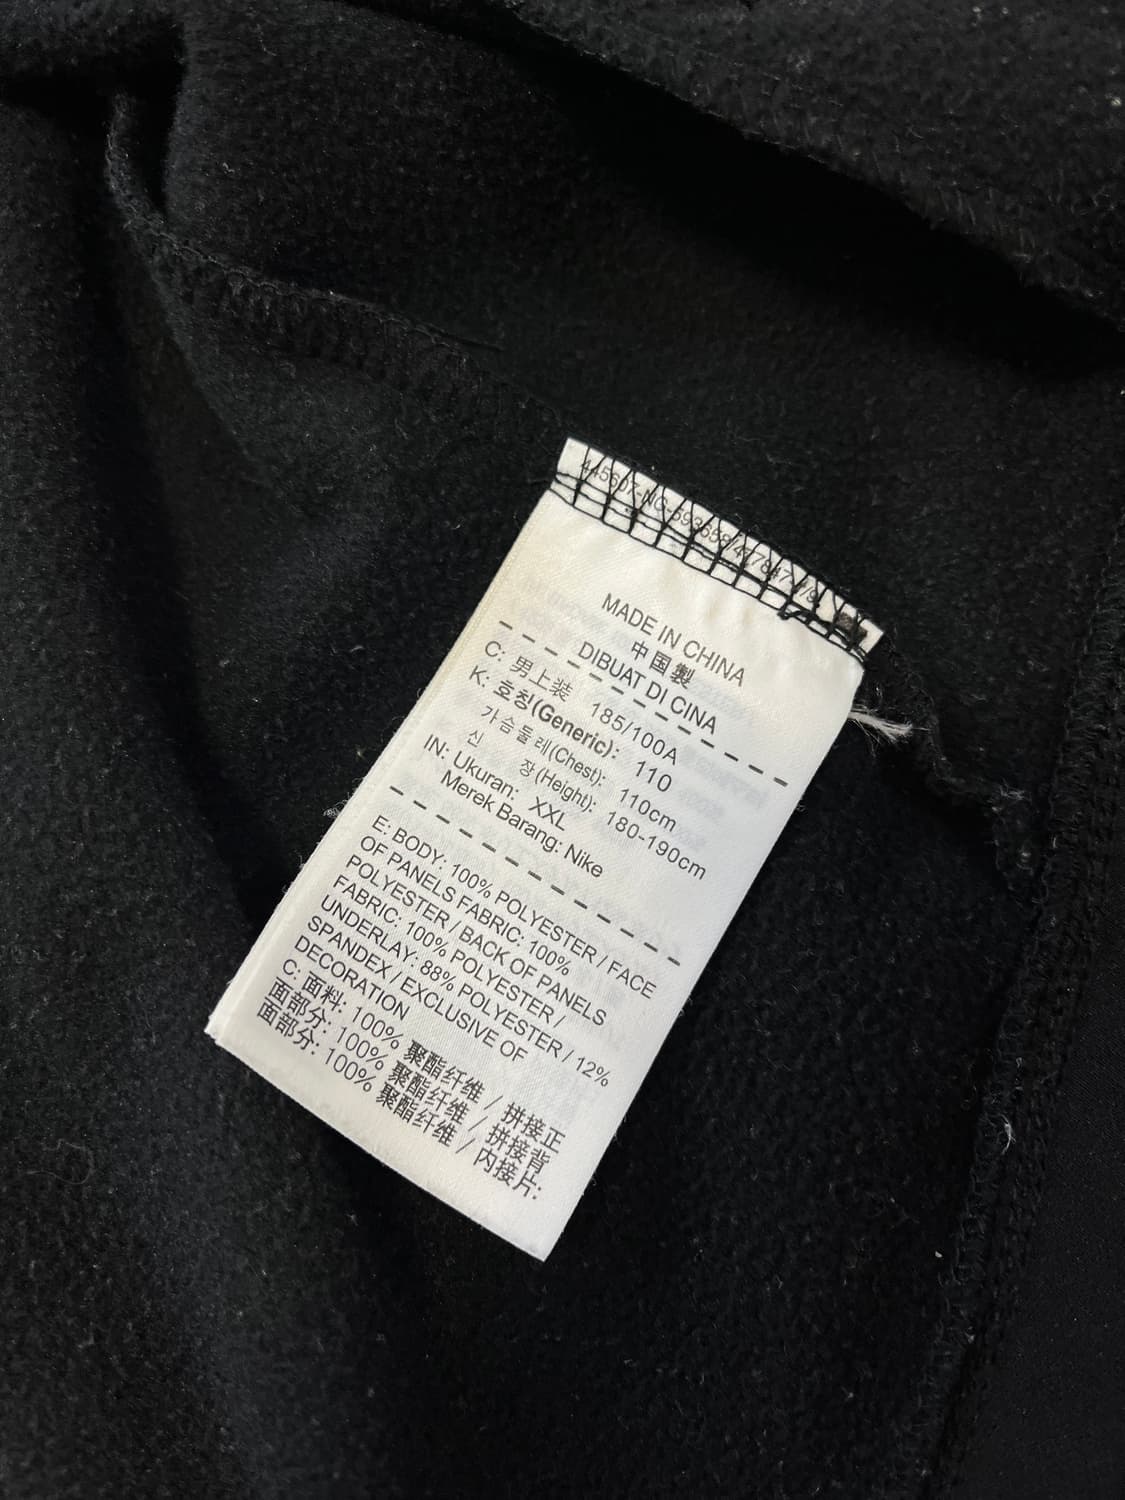 MADE IN CHINA
中国製
DIBUAT DI CINA
C: 男上装 185/100A
K: 호칭(Generic): 110
가슴둘레(Chest): 110cm
신 장(Height): 180-190cm
IN: Ukuran: XXL
Merek Barang: Nike
E: BODY: 100% POLYESTER / FACE
OF PANELS FABRIC: 100%
POLYESTER / BACK OF PANELS
FABRIC: 100% POLYESTER /
UNDERLAY: 88% POLYESTER / 12%
SPANDEX / EXCLUSIVE OF
DECORATION
C: 面料: 100% 聚酯纤维 / 拼接正
面部分: 100% 聚酯纤维 / 拼接背
面部分: 100% 聚酯纤维 / 内接片: